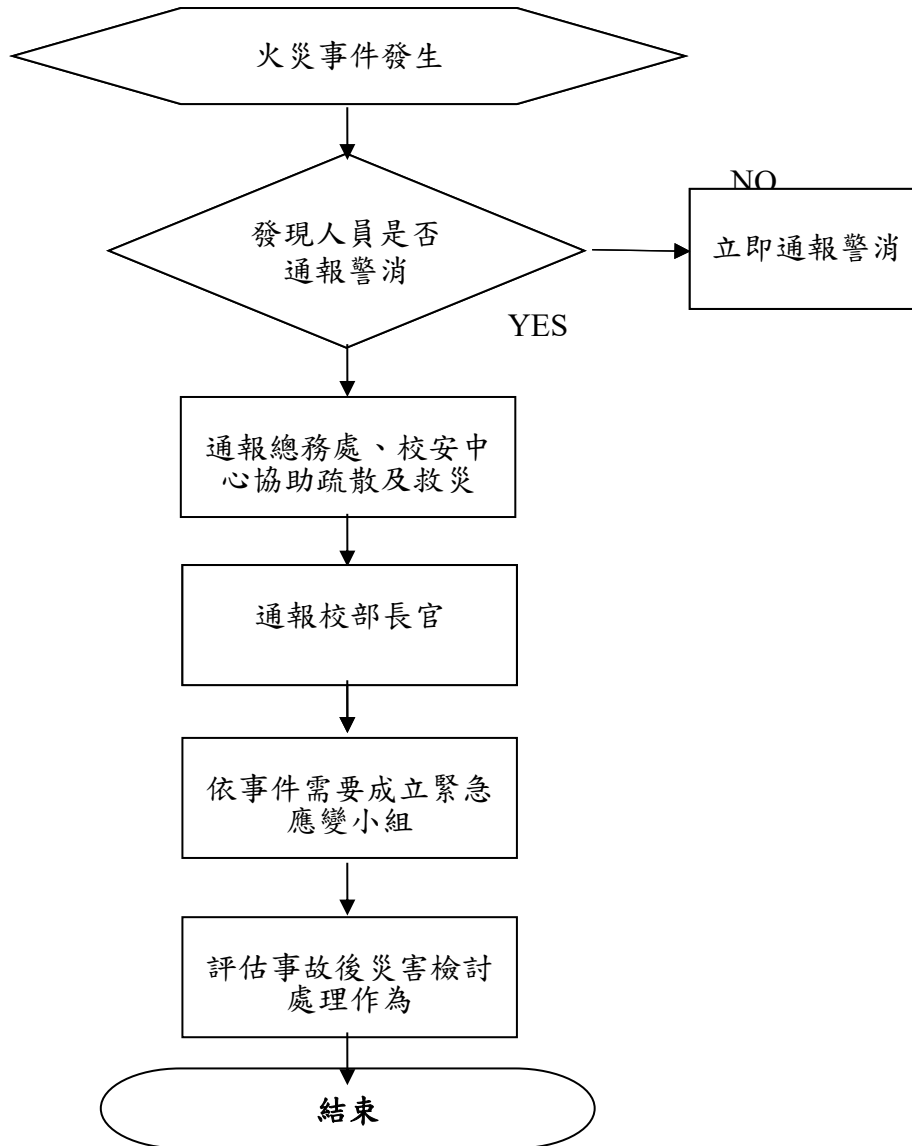 火災事件發生
NO
發現人員是否
通報警消
立即通報警消
YES
通報總務處、校安中
心協助疏散及救災
通報校部長官
依事件需要成立緊急
應變小組
評估事故後災害檢討
處理作為
結束